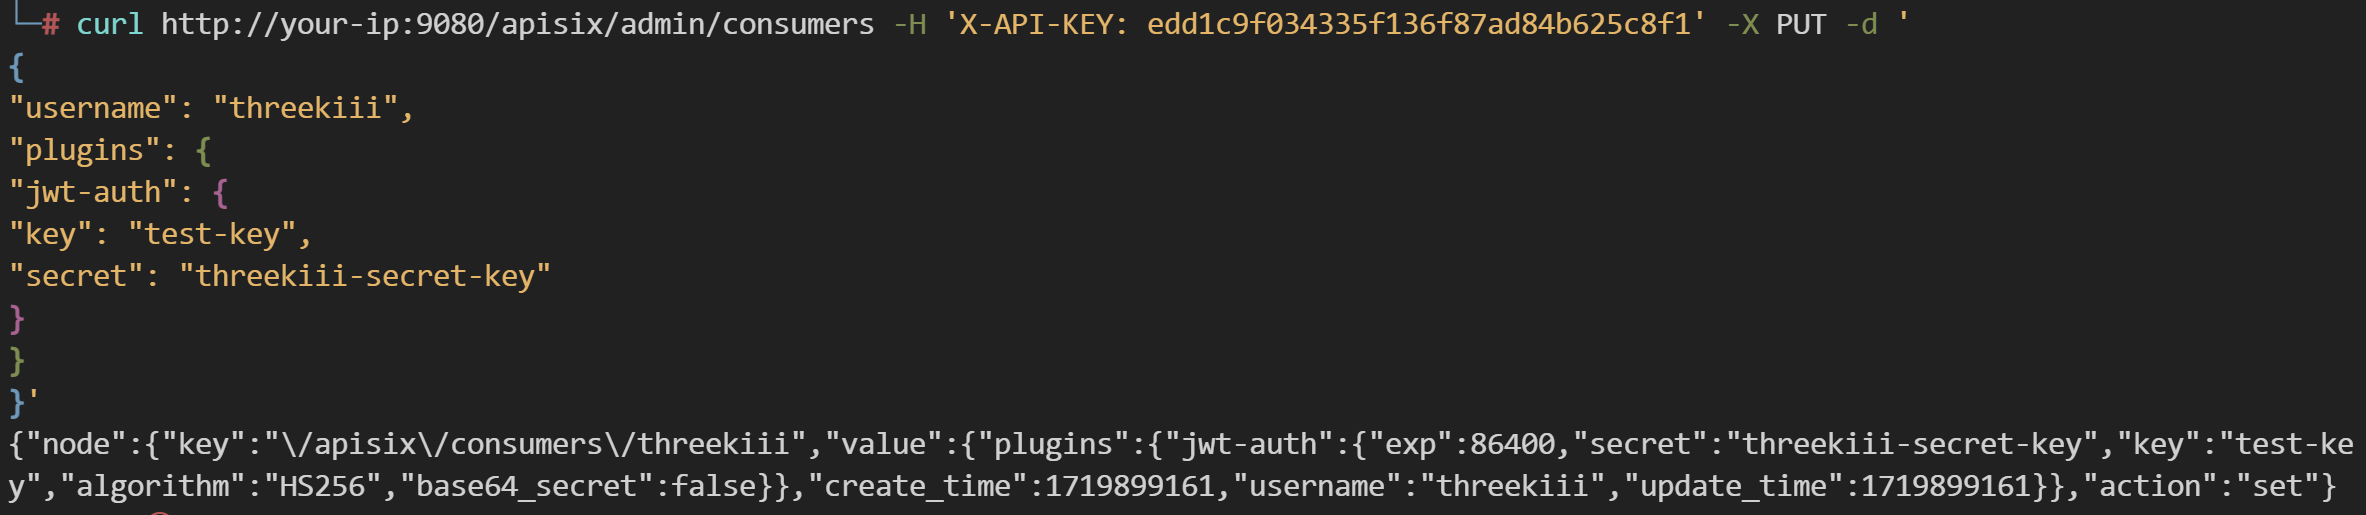 └─# curl http://your-ip:9080/apisix/admin/consumers -H 'X-API-KEY: edd1c9f034335f136f87ad84b625c8f1' -X PUT -d '
{
"username": "threekiii",
"plugins": {
"jwt-auth": {
"key": "test-key",
"secret": "threekiii-secret-key"
}
}
}'
{"node":{"key":"\/apisix\/consumers\/threekiii","value":{"plugins":{"jwt-auth":{"exp":86400,"secret":"threekiii-secret-key","key":"test-ke
y","algorithm":"HS256","base64_secret":false}},"create_time":1719899161,"username":"threekiii","update_time":1719899161}},"action":"set"}